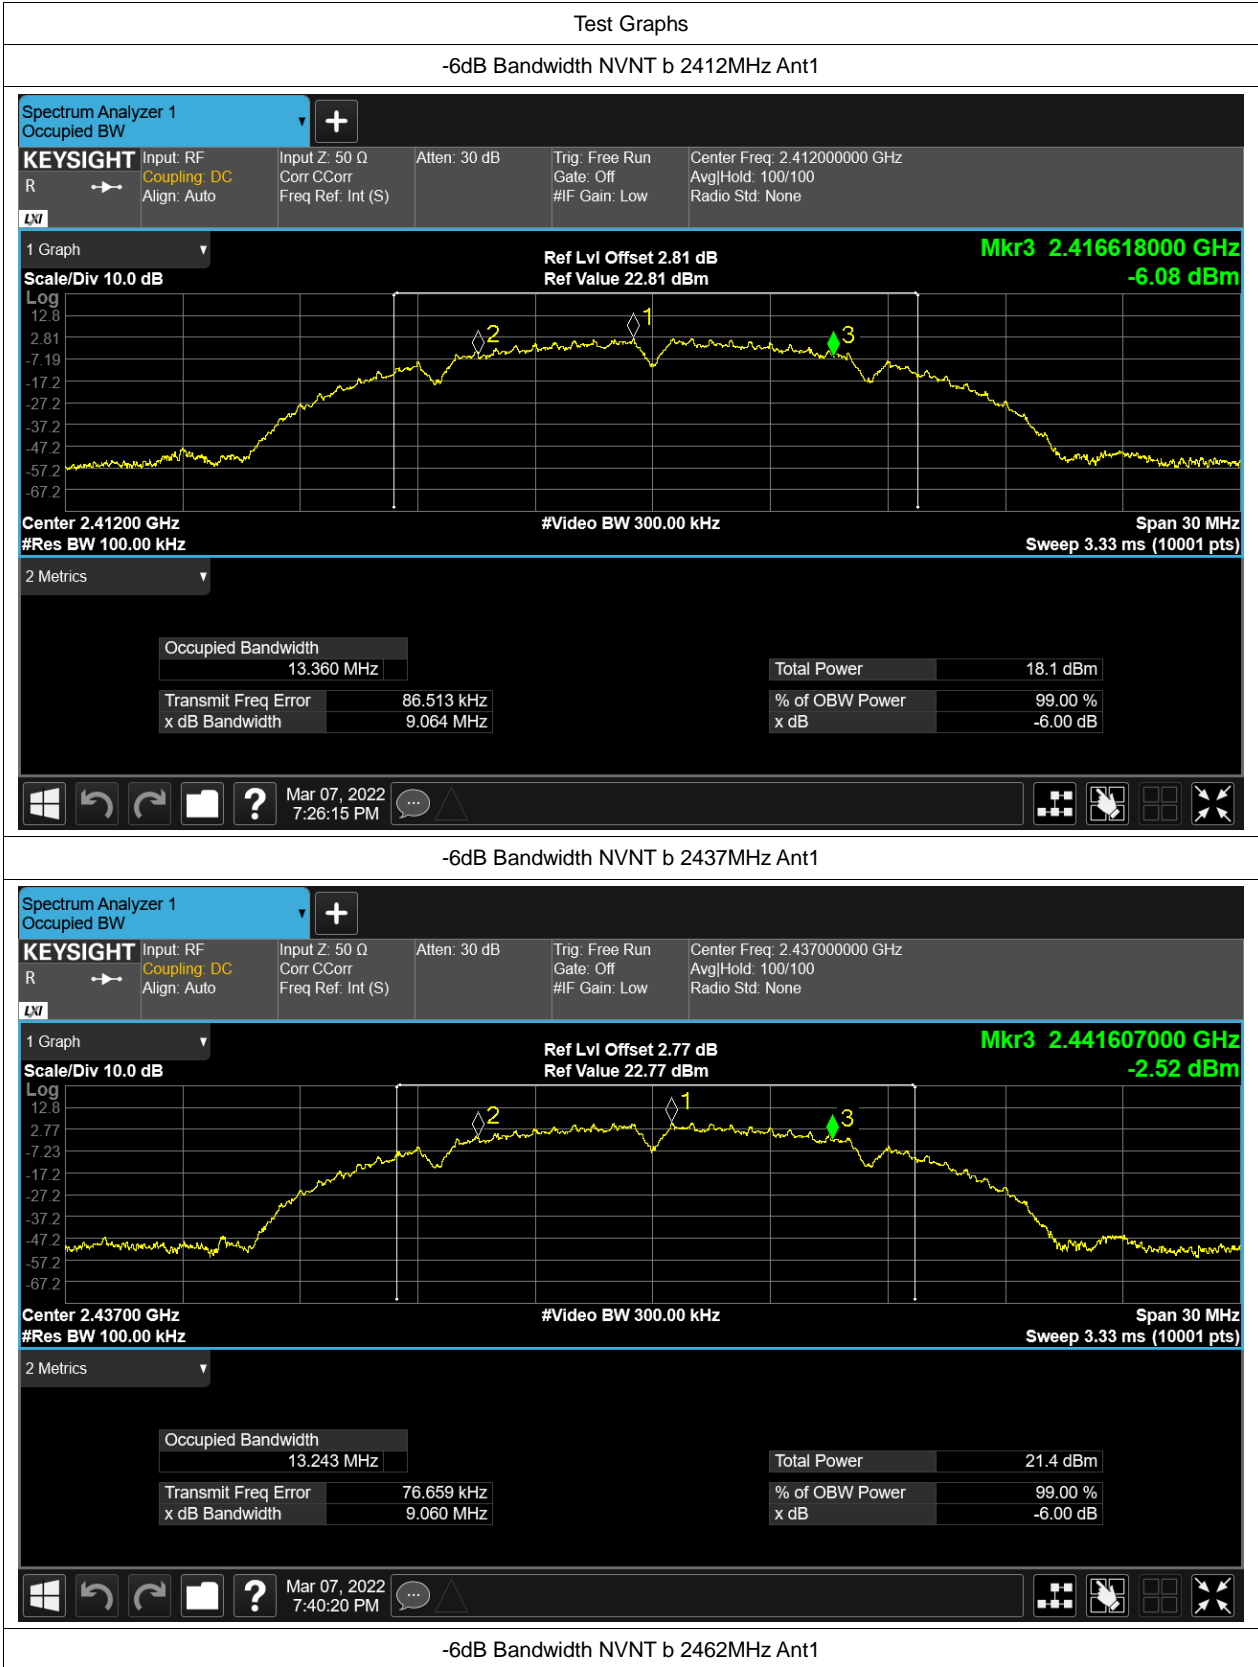 Test Graphs
-6dB Bandwidth NVNT b 2412MHz Ant1
Spectrum Analyzer 1
Occupied BW
KEYSIGHT Input: RF Input Z: 50 Ω Atten: 30 dB Trig: Free Run Center Freq: 2.412000000 GHz
R Coupling: DC Corr CCorr Gate: Off Avg|Hold: 100/100
Align: Auto Freq Ref: Int (S) #IF Gain: Low Radio Std: None
LXI
1 Graph Ref Lvl Offset 2.81 dB Mkr3 2.416618000 GHz
Scale/Div 10.0 dB Ref Value 22.81 dBm -6.08 dBm
Log
12.8 1
2.81 2 3
-7.19
-17.2
-27.2
-37.2
-47.2
-57.2
-67.2
Center 2.41200 GHz #Video BW 300.00 kHz Span 30 MHz
#Res BW 100.00 kHz Sweep 3.33 ms (10001 pts)
2 Metrics
Occupied Bandwidth
13.360 MHz Total Power 18.1 dBm
Transmit Freq Error 86.513 kHz % of OBW Power 99.00 %
x dB Bandwidth 9.064 MHz x dB -6.00 dB
? Mar 07, 2022
7:26:15 PM
-6dB Bandwidth NVNT b 2437MHz Ant1
Spectrum Analyzer 1
Occupied BW
KEYSIGHT Input: RF Input Z: 50 Ω Atten: 30 dB Trig: Free Run Center Freq: 2.437000000 GHz
R Coupling: DC Corr CCorr Gate: Off Avg|Hold: 100/100
Align: Auto Freq Ref: Int (S) #IF Gain: Low Radio Std: None
LXI
1 Graph Ref Lvl Offset 2.77 dB Mkr3 2.441607000 GHz
Scale/Div 10.0 dB Ref Value 22.77 dBm -2.52 dBm
Log
12.8 1
2.77 2 3
-7.23
-17.2
-27.2
-37.2
-47.2
-57.2
-67.2
Center 2.43700 GHz #Video BW 300.00 kHz Span 30 MHz
#Res BW 100.00 kHz Sweep 3.33 ms (10001 pts)
2 Metrics
Occupied Bandwidth
13.243 MHz Total Power 21.4 dBm
Transmit Freq Error 76.659 kHz % of OBW Power 99.00 %
x dB Bandwidth 9.060 MHz x dB -6.00 dB
? Mar 07, 2022
7:40:20 PM
-6dB Bandwidth NVNT b 2462MHz Ant1